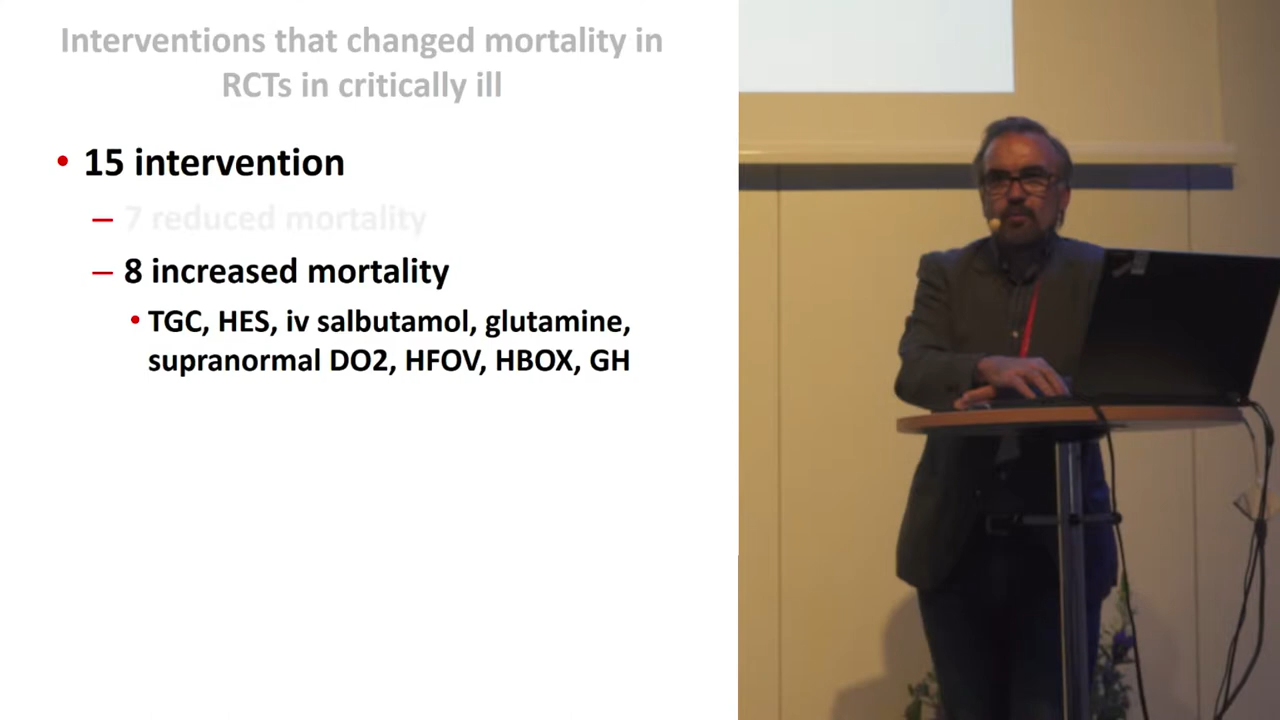 Interventions that changed mortality in
RCTs in critically ill
• 15 intervention
– 7 reduced mortality
– 8 increased mortality
• TGC, HES, iv salbutamol, glutamine,
supranormal DO2, HFOV, HBOX, GH